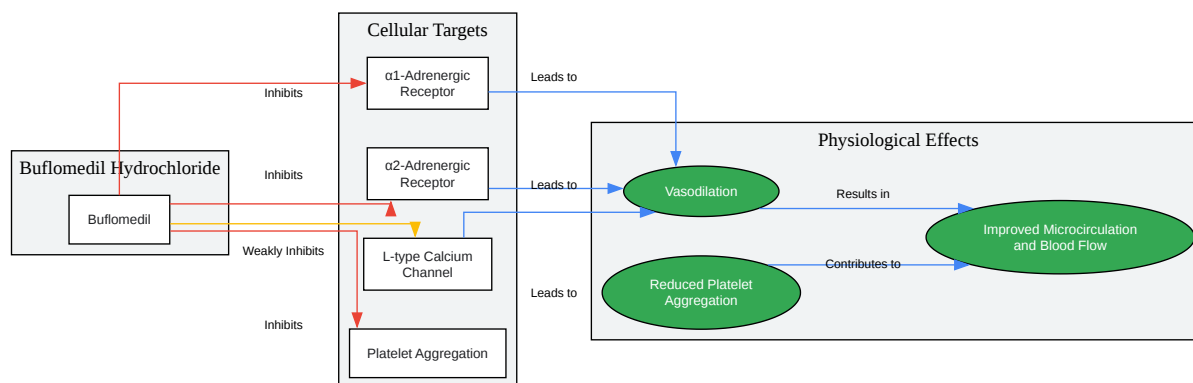 Cellular Targets
α1-Adrenergic
Receptor
Leads to
Inhibits
Physiological Effects
Buflomedil Hydrochloride
α2-Adrenergic
Receptor
Inhibits
Leads to
Vasodilation
Results in
Buflomedil
Improved Microcirculation
and Blood Flow
Weakly Inhibits
L-type Calcium
Channel
Contributes to
Leads to
Reduced Platelet
Aggregation
Inhibits
Platelet Aggregation